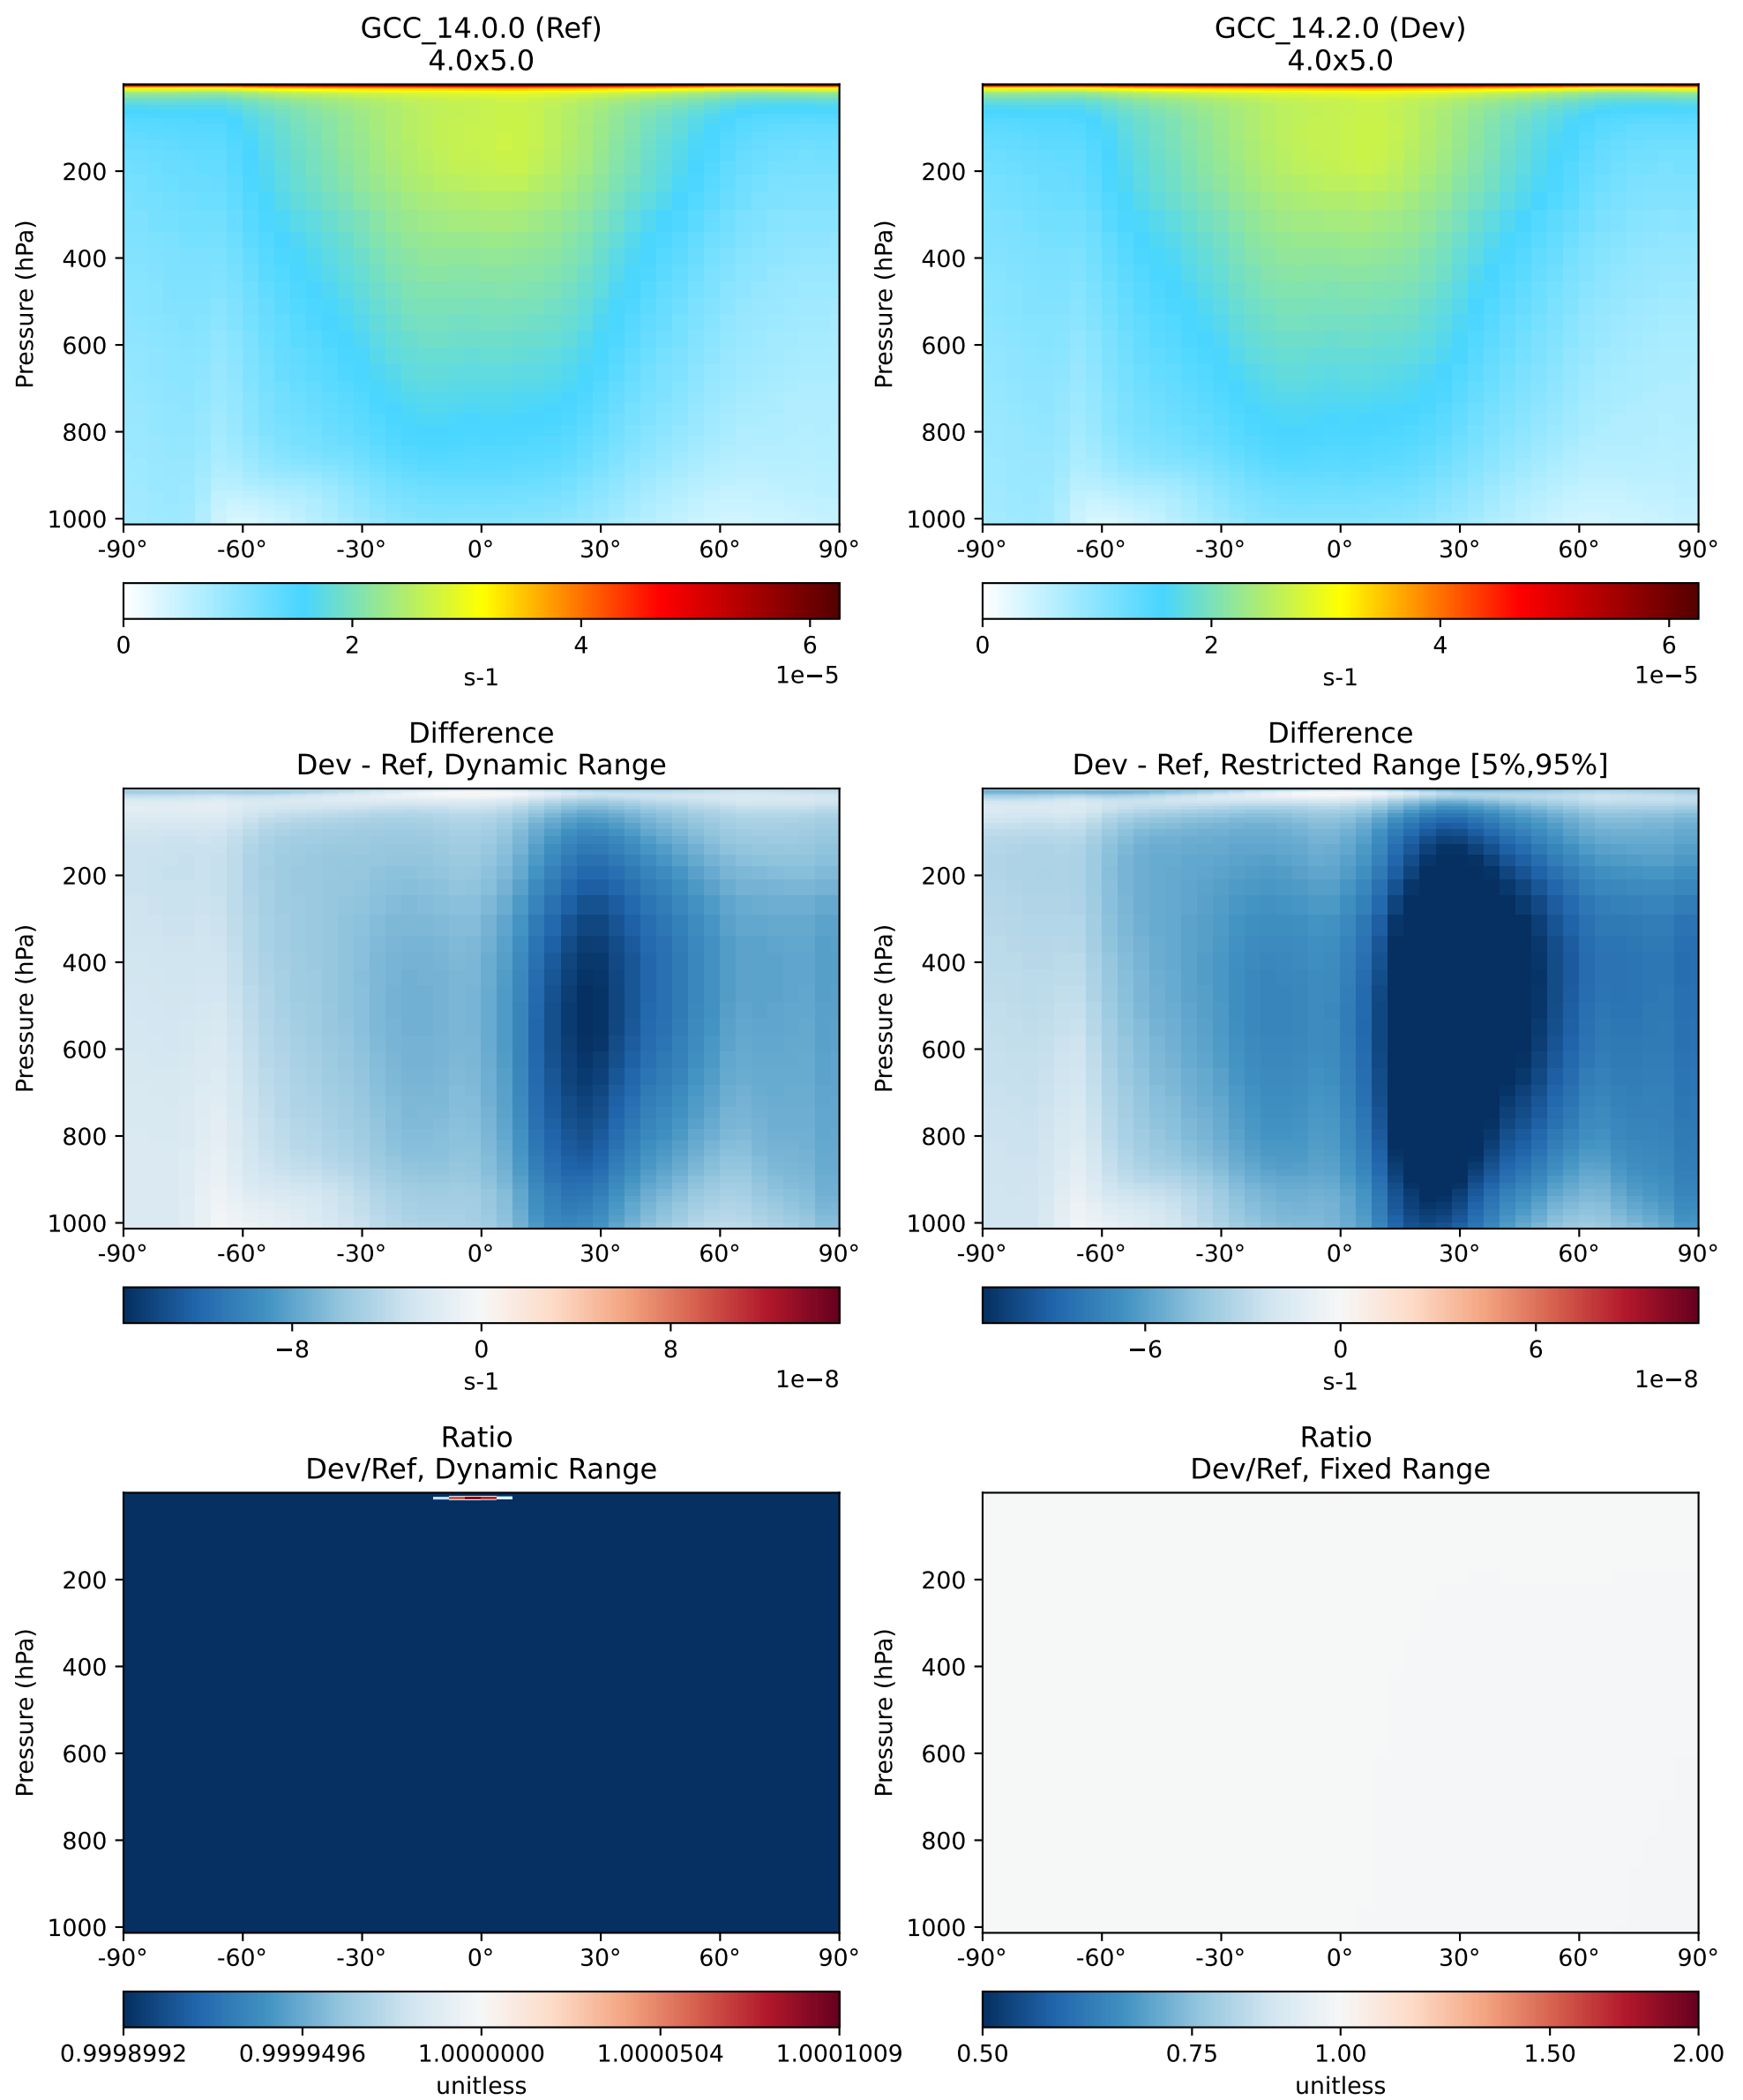 GCC_14.0.0 (Ref)
4.0x5.0
GCC_14.2.0 (Dev)
4.0x5.0
Pressure (hPa)
200
400
600
800
1000
-90° -60° -30° 0° 30° 60° 90°
0 2 4 6
s-1
1e−5
Pressure (hPa)
200
400
600
800
1000
-90° -60° -30° 0° 30° 60° 90°
0 2 4 6
s-1
1e−5
Difference
Dev - Ref, Dynamic Range
Difference
Dev - Ref, Restricted Range [5%,95%]
Pressure (hPa)
200
400
600
800
1000
-90° -60° -30° 0° 30° 60° 90°
−8 0 8
s-1
1e−8
Pressure (hPa)
200
400
600
800
1000
-90° -60° -30° 0° 30° 60° 90°
−6 0 6
s-1
1e−8
Ratio
Dev/Ref, Dynamic Range
Ratio
Dev/Ref, Fixed Range
Pressure (hPa)
200
400
600
800
1000
-90° -60° -30° 0° 30° 60° 90°
0.9998992 0.9999496 1.0000000 1.0000504 1.0001009
unitless
Pressure (hPa)
200
400
600
800
1000
-90° -60° -30° 0° 30° 60° 90°
0.50 0.75 1.00 1.50 2.00
unitless